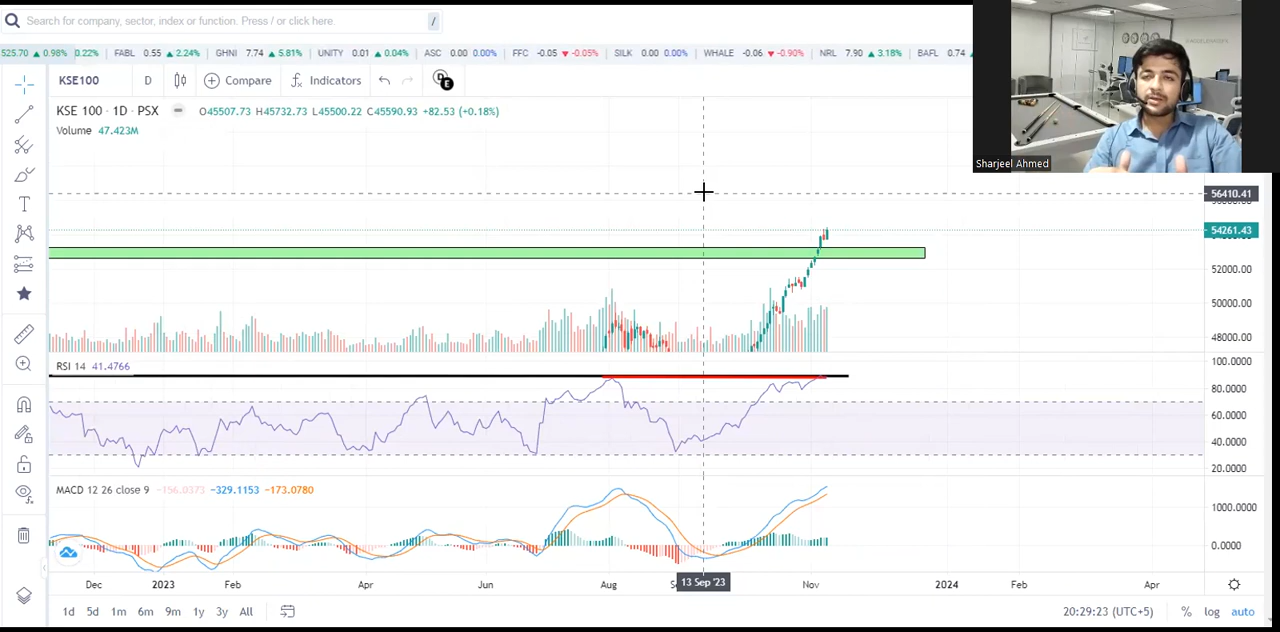 Search for company, sector, index or function. Press / or click here. /
525.70 ▲ 0.98% 0.22% FABL 0.55 ▲ 2.24% GHNI 7.74 ▲ 5.81% UNITY 0.01 ▲ 0.04% ASC 0.00 0.00% FFC -0.05 ▼ -0.05% SILK 0.00 0.00% WHALE -0.06 ▼ -0.90% NRL 7.90 ▲ 3.18% BAFL 0.74
KSE100 D Compare Indicators D E
KSE 100 · 1D · PSX O45507.73 H45732.73 L45500.22 C45590.93 +82.53 (+0.18%)
Volume 47.423M
Sharjeel Ahmed
56410.41
54261.43
52000.00
50000.00
48000.00
RSI 14 41.4766
100.0000
80.0000
60.0000
40.0000
20.0000
MACD 12 26 close 9 -156.0373 -329.1153 -173.0780
1000.0000
0.0000
Dec 2023 Feb Apr Jun Aug 13 Sep '23 Nov 2024 Feb Apr
1d 5d 1m 6m 9m 1y 3y All 20:29:23 (UTC+5) % log auto